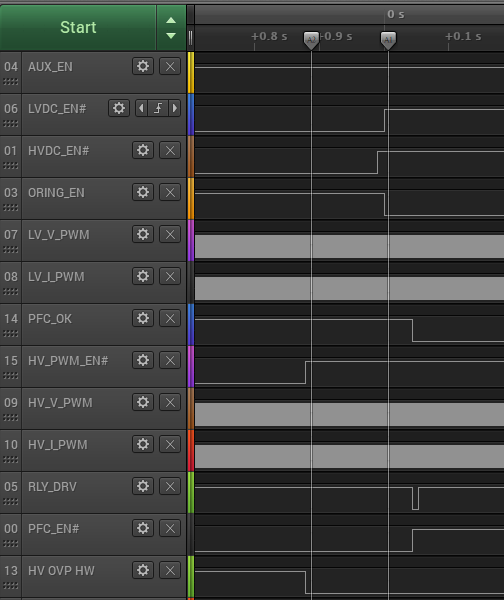 Start
0 s
+0.8 s
A2
+0.9 s
A1
+0.1 s
04 AUX_EN
06 LVDC_EN#
01 HVDC_EN#
03 ORING_EN
07 LV_V_PWM
08 LV_I_PWM
14 PFC_OK
15 HV_PWM_EN#
09 HV_V_PWM
10 HV_I_PWM
05 RLY_DRV
00 PFC_EN#
13 HV OVP HW